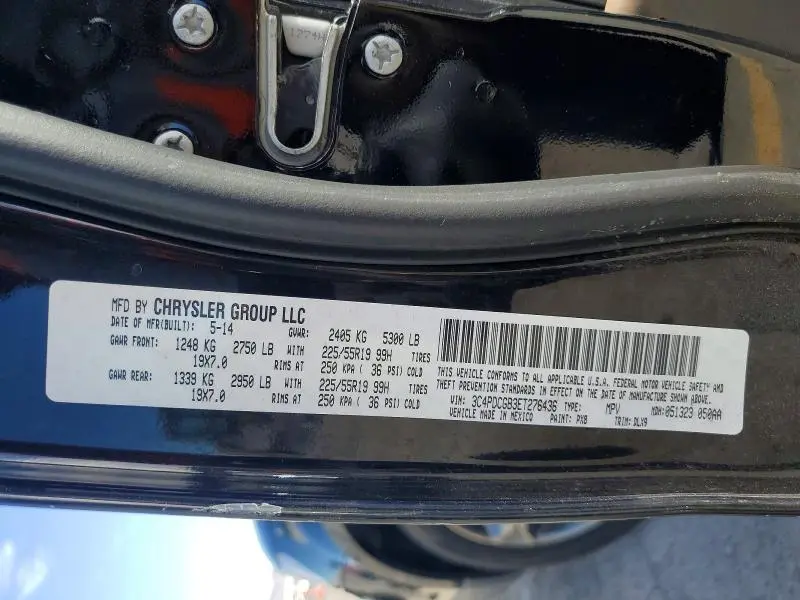 MFD BY CHRYSLER GROUP LLC
DATE OF MFR(BUILT): 5-14 GVWR: 2405 KG 5300 LB
GAWR FRONT: 1248 KG 2750 LB WITH 225/55R19 99H TIRES
19X7.0 RIMS AT 250 KPA ( 36 PSI) COLD
GAWR REAR: 1339 KG 2950 LB WITH 225/55R19 99H TIRES
19X7.0 RIMS AT 250 KPA ( 36 PSI) COLD
THIS VEHICLE CONFORMS TO ALL APPLICABLE U.S.A. FEDERAL MOTOR VEHICLE SAFETY AND
THEFT PREVENTION STANDARDS IN EFFECT ON THE DATE OF MANUFACTURE SHOWN ABOVE.
VIN: 3C4PDCGB3ET276436 TYPE: MPV MDH: 051323 050AA
VEHICLE MADE IN MEXICO PAINT: PX8 TRIM: DLX9